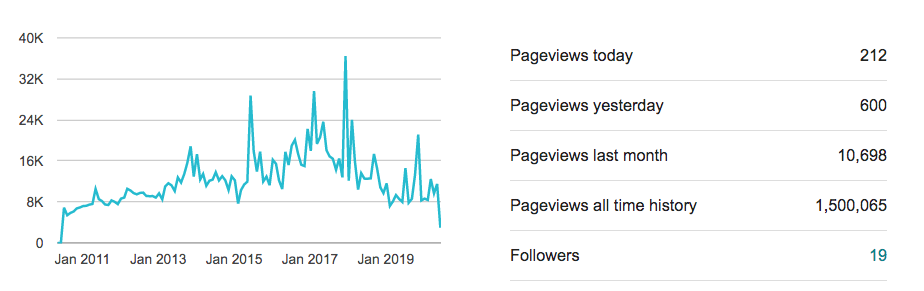 40K
32K
24K
16K
8K
0
Jan 2011 Jan 2013 Jan 2015 Jan 2017 Jan 2019
Pageviews today 212
Pageviews yesterday 600
Pageviews last month 10,698
Pageviews all time history 1,500,065
Followers 19